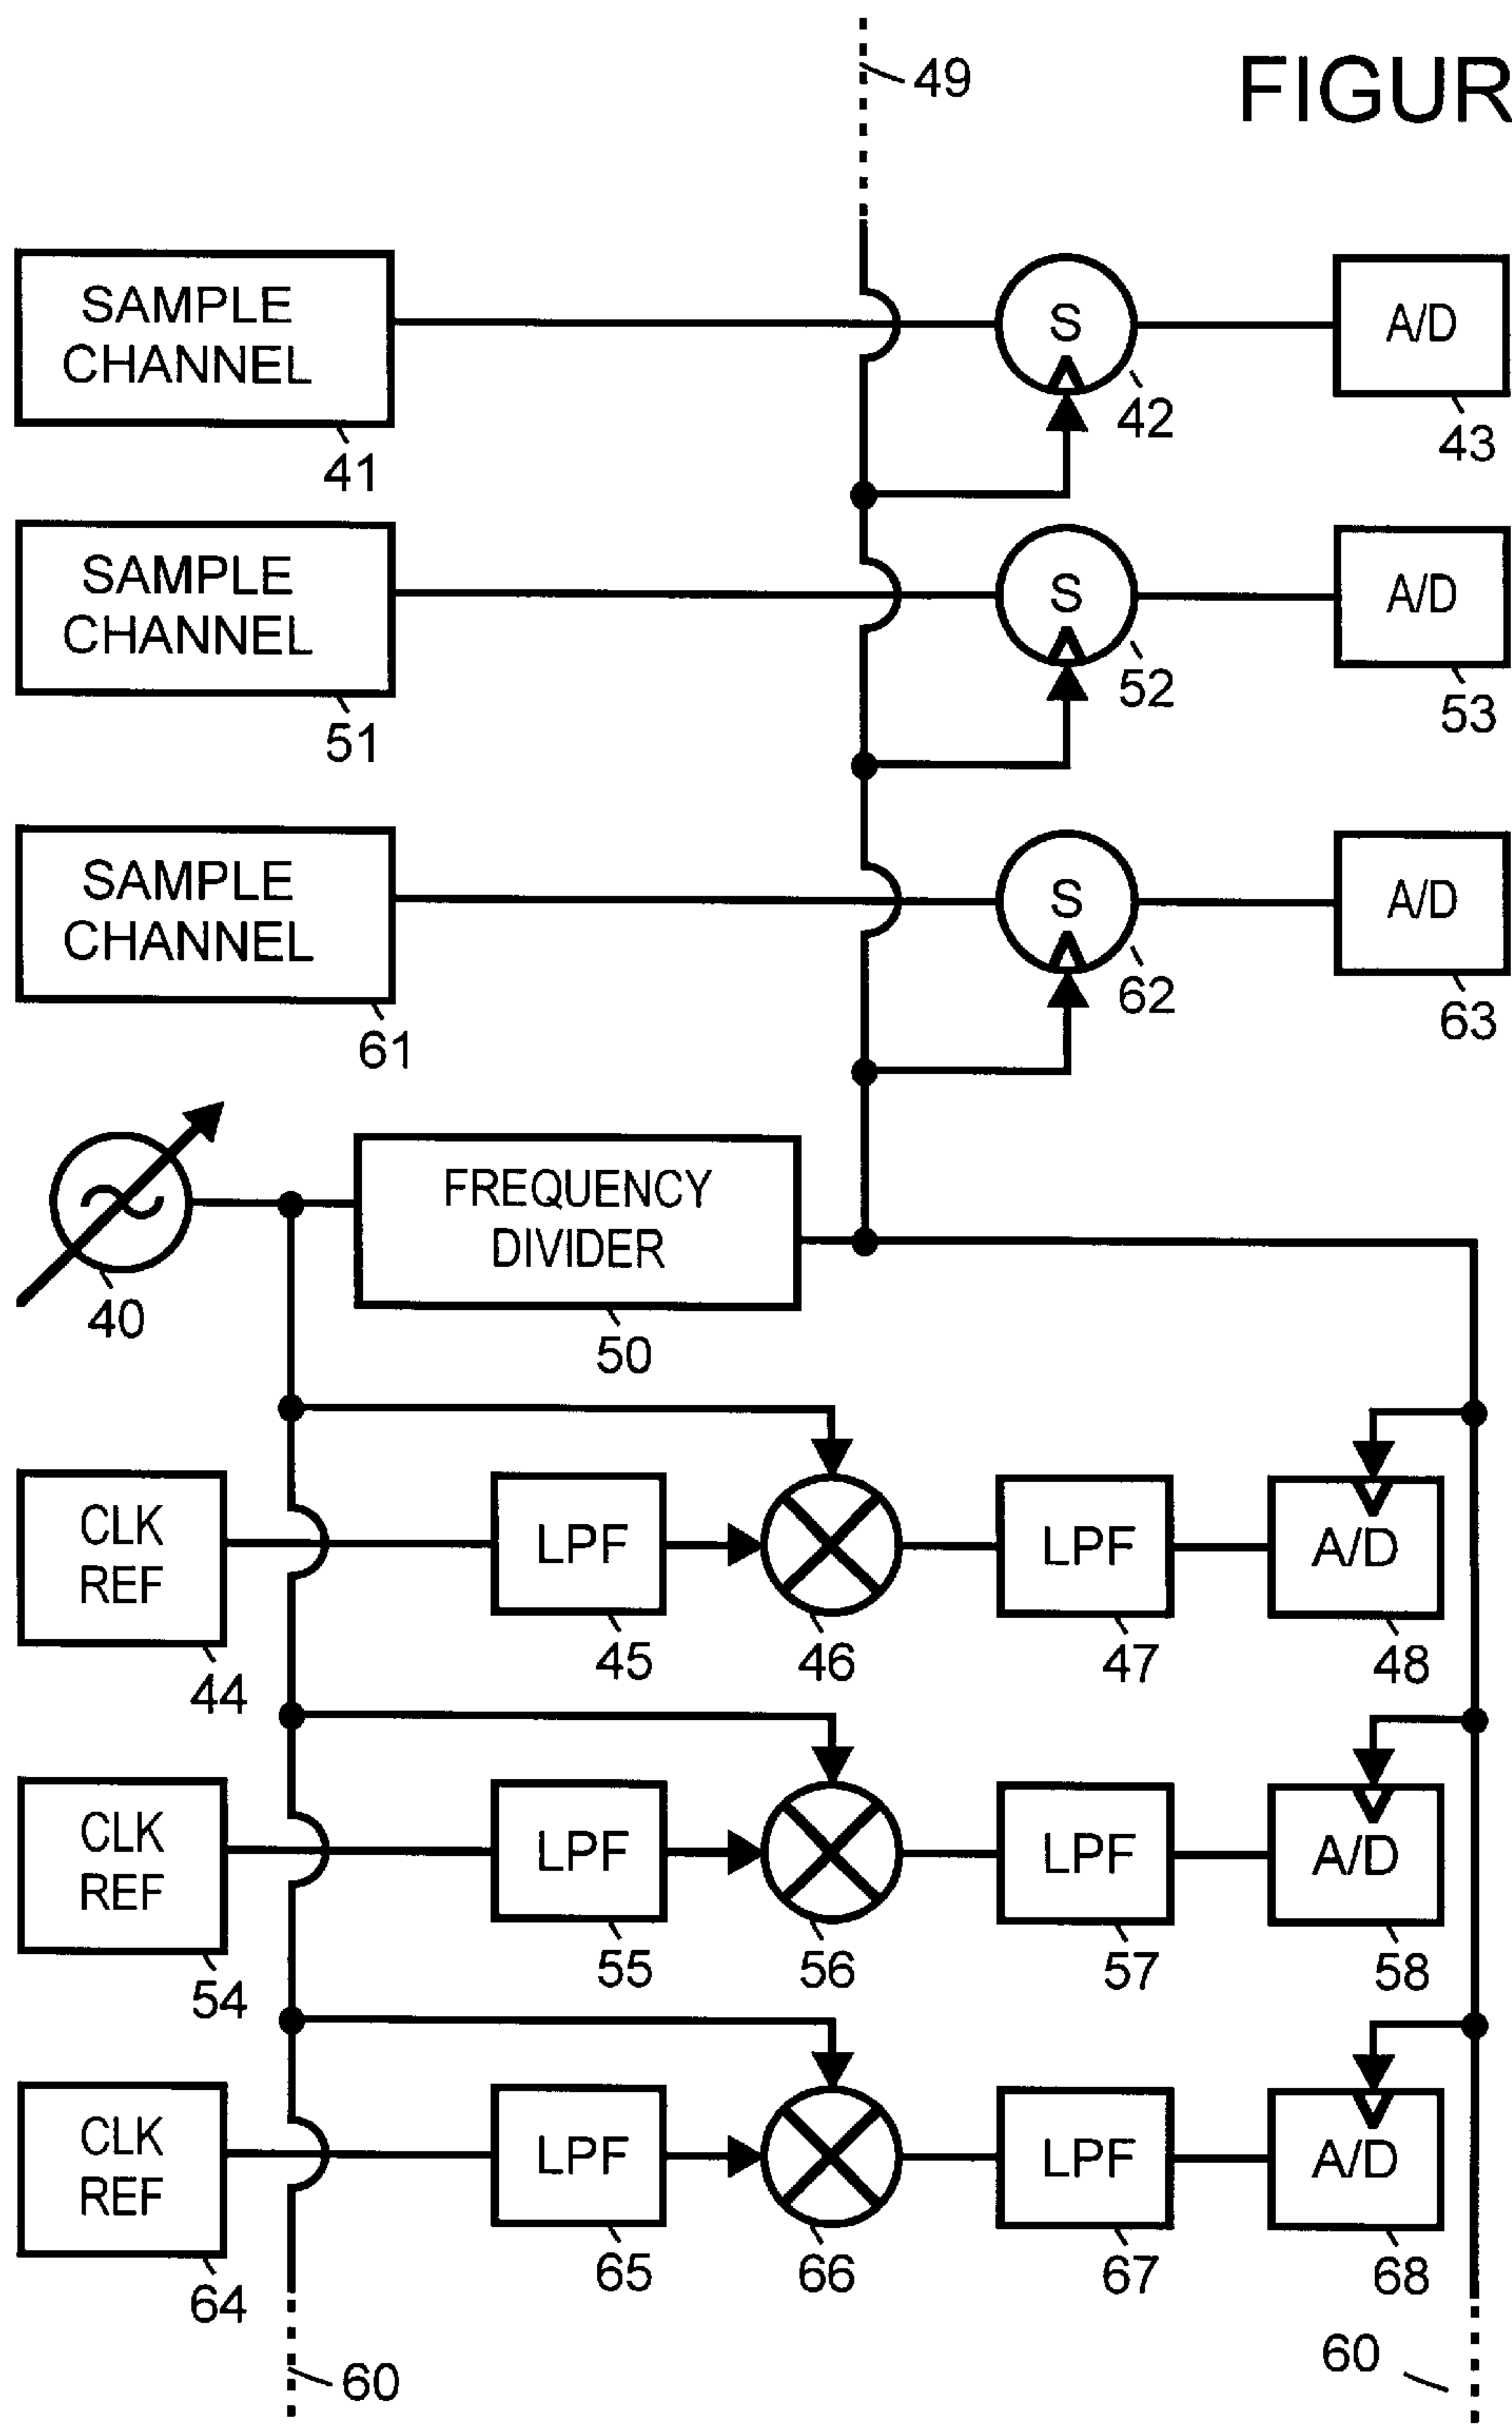 FIGUR
49
SAMPLE
CHANNEL
S
A/D
41
42
43
SAMPLE
CHANNEL
S
A/D
51
52
53
SAMPLE
CHANNEL
S
A/D
61
62
63
FREQUENCY
DIVIDER
40
50
CLK
REF
LPF
LPF
A/D
44
45
46
47
48
CLK
REF
LPF
LPF
A/D
54
55
56
57
58
CLK
REF
LPF
LPF
A/D
64
65
66
67
68
60
60